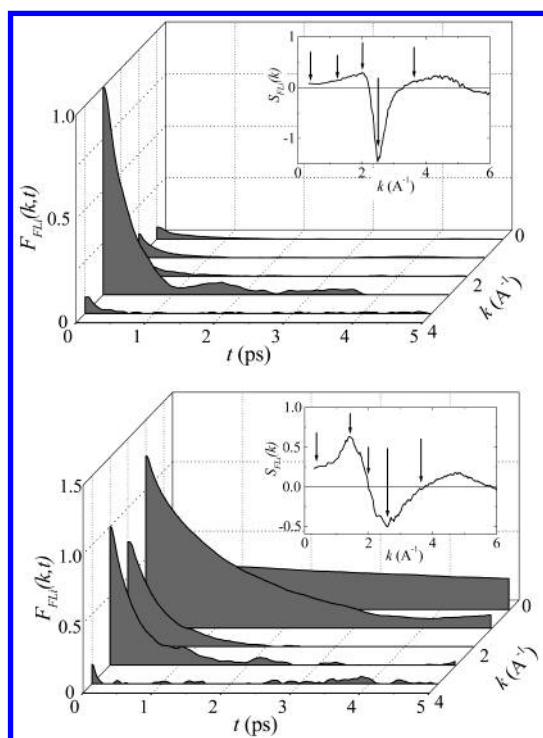 1.0
0.5
0
F_FLi(k,t)
0 1 2 3 4 5
t (ps)
0
2
4
k (A⁻¹)
1
0
-1
S_FLi(k)
0 2 4 6
k (A⁻¹)
1.5
1.0
0.5
0
F_FLi(k,t)
0 1 2 3 4 5
t (ps)
0
2
4
k (A⁻¹)
1.0
0.5
0.0
-0.5
S_FLi(k)
0 2 4 6
k (A⁻¹)